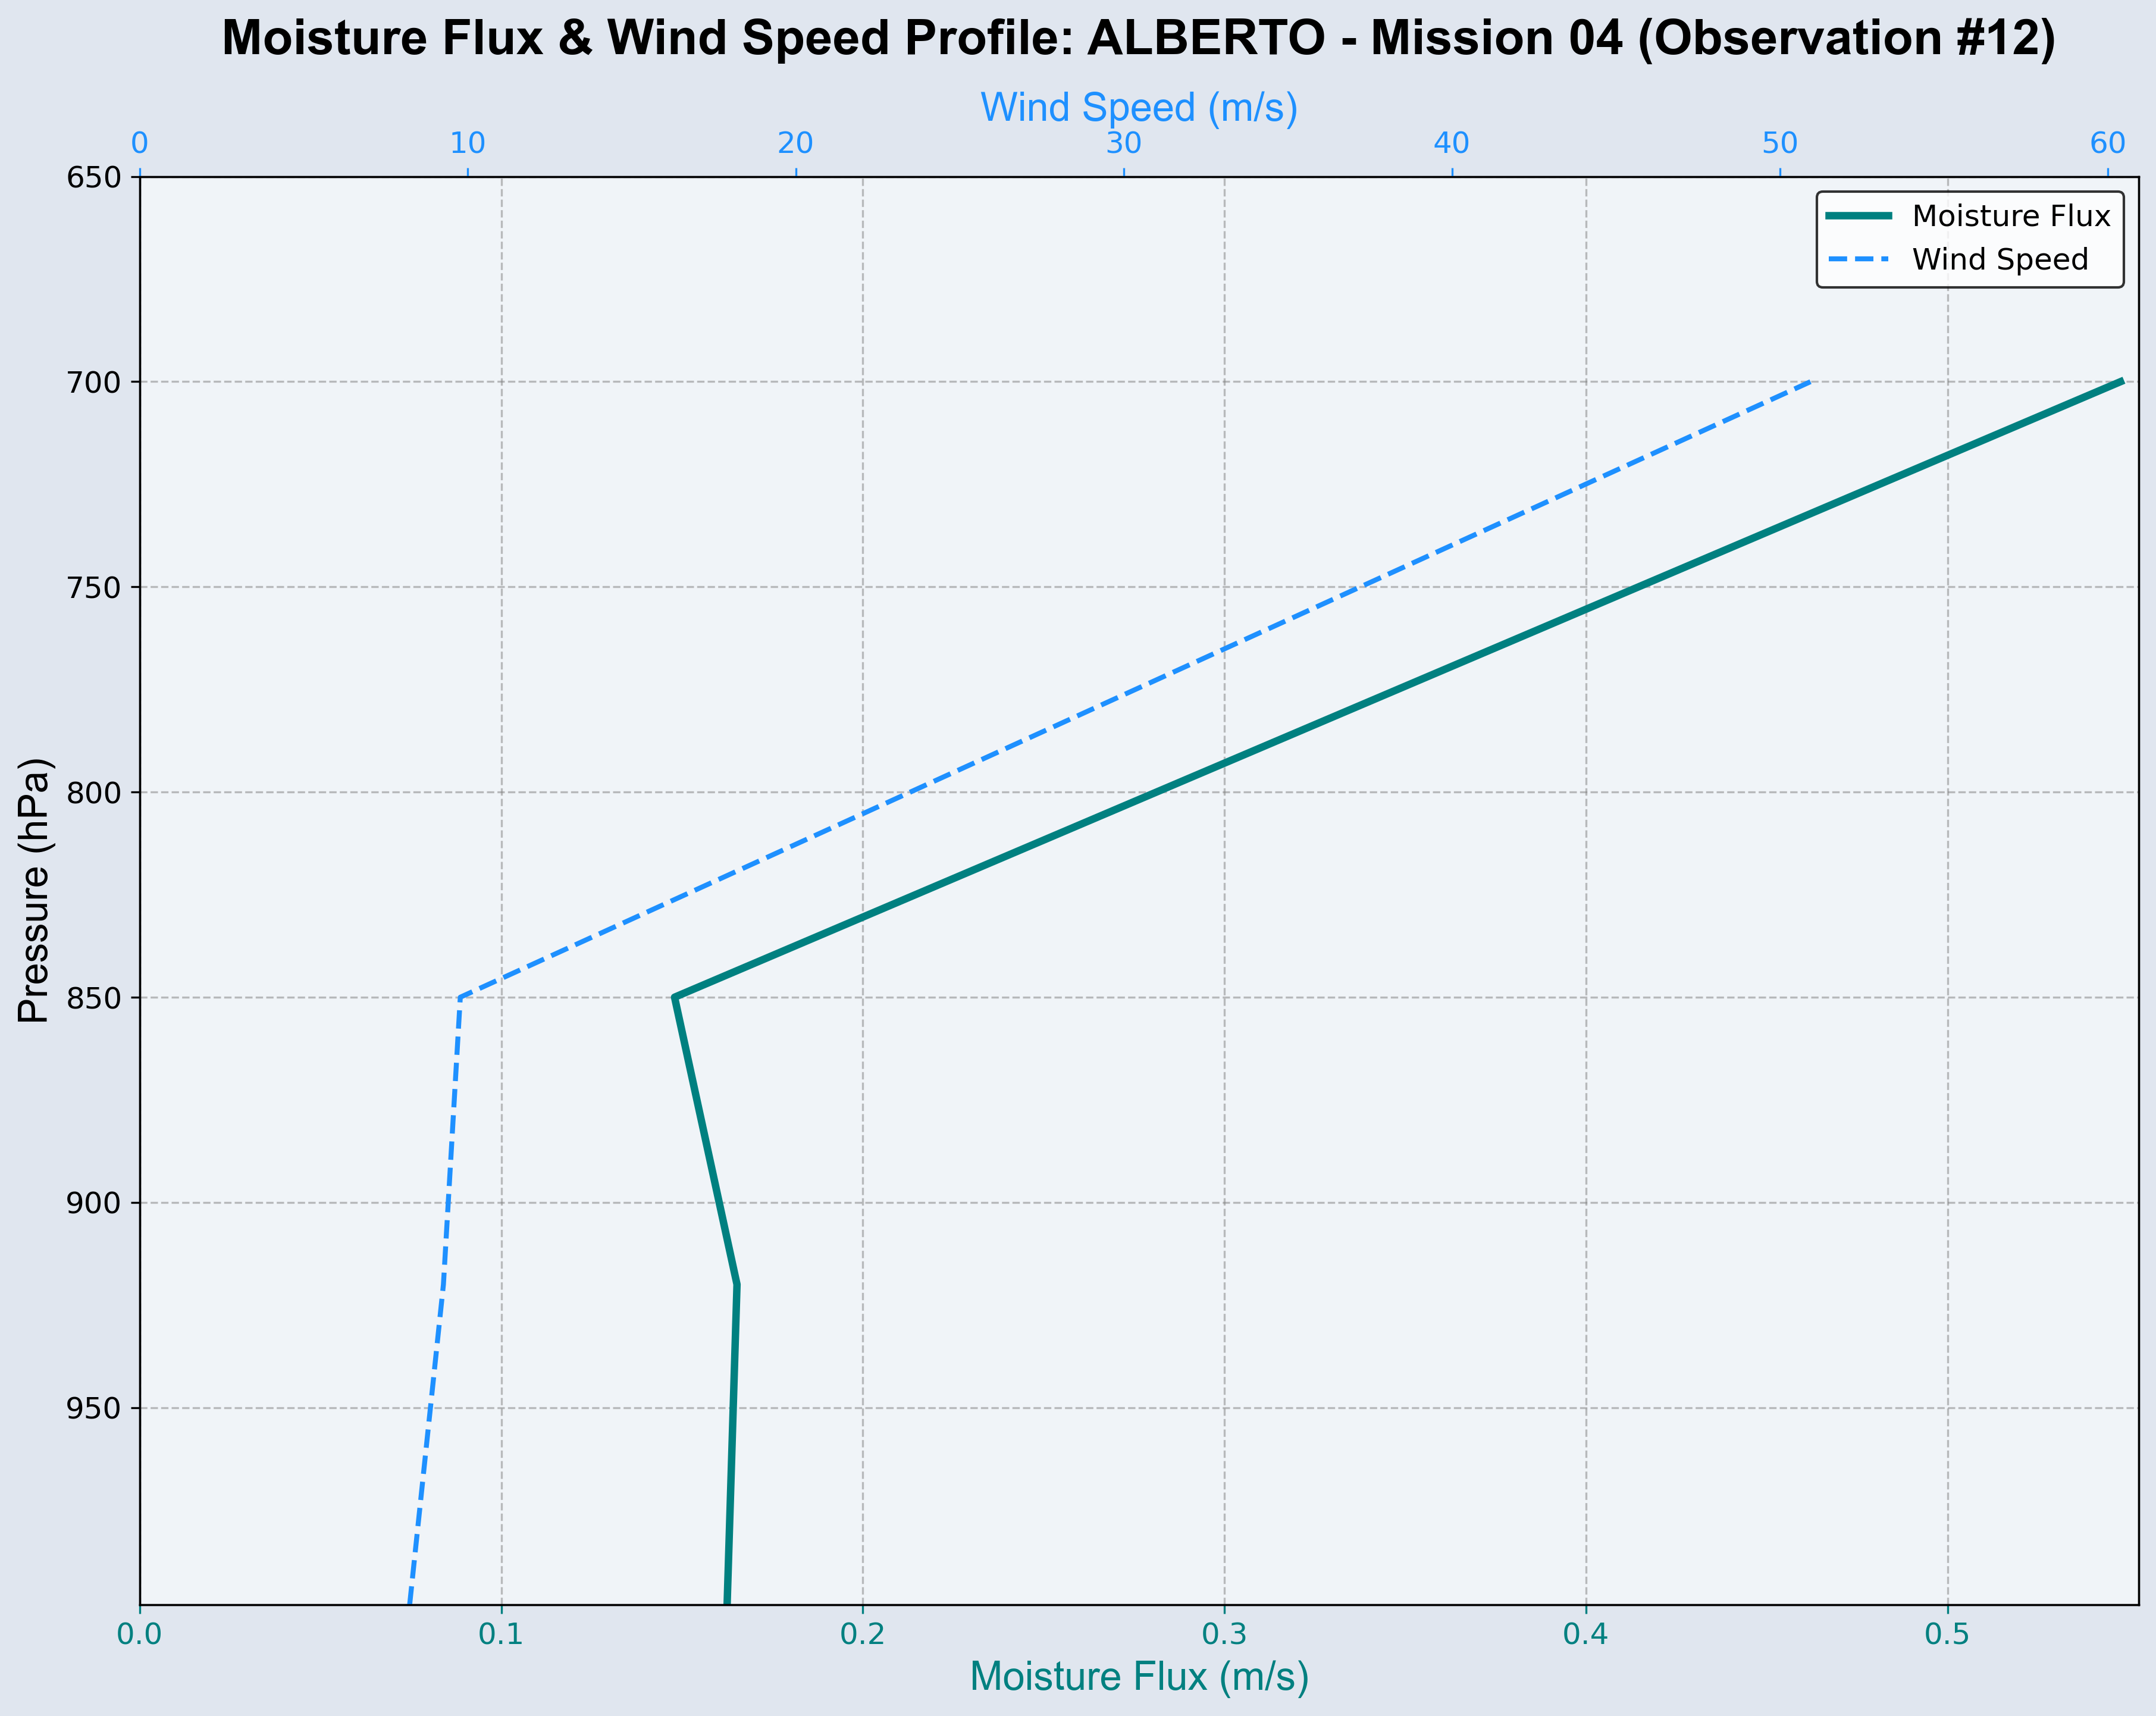 Moisture Flux & Wind Speed Profile: ALBERTO - Mission 04 (Observation #12)
Wind Speed (m/s)
0 10 20 30 40 50 60
Moisture Flux
Wind Speed
Pressure (hPa)
650
700
750
800
850
900
950
0.0 0.1 0.2 0.3 0.4 0.5
Moisture Flux (m/s)